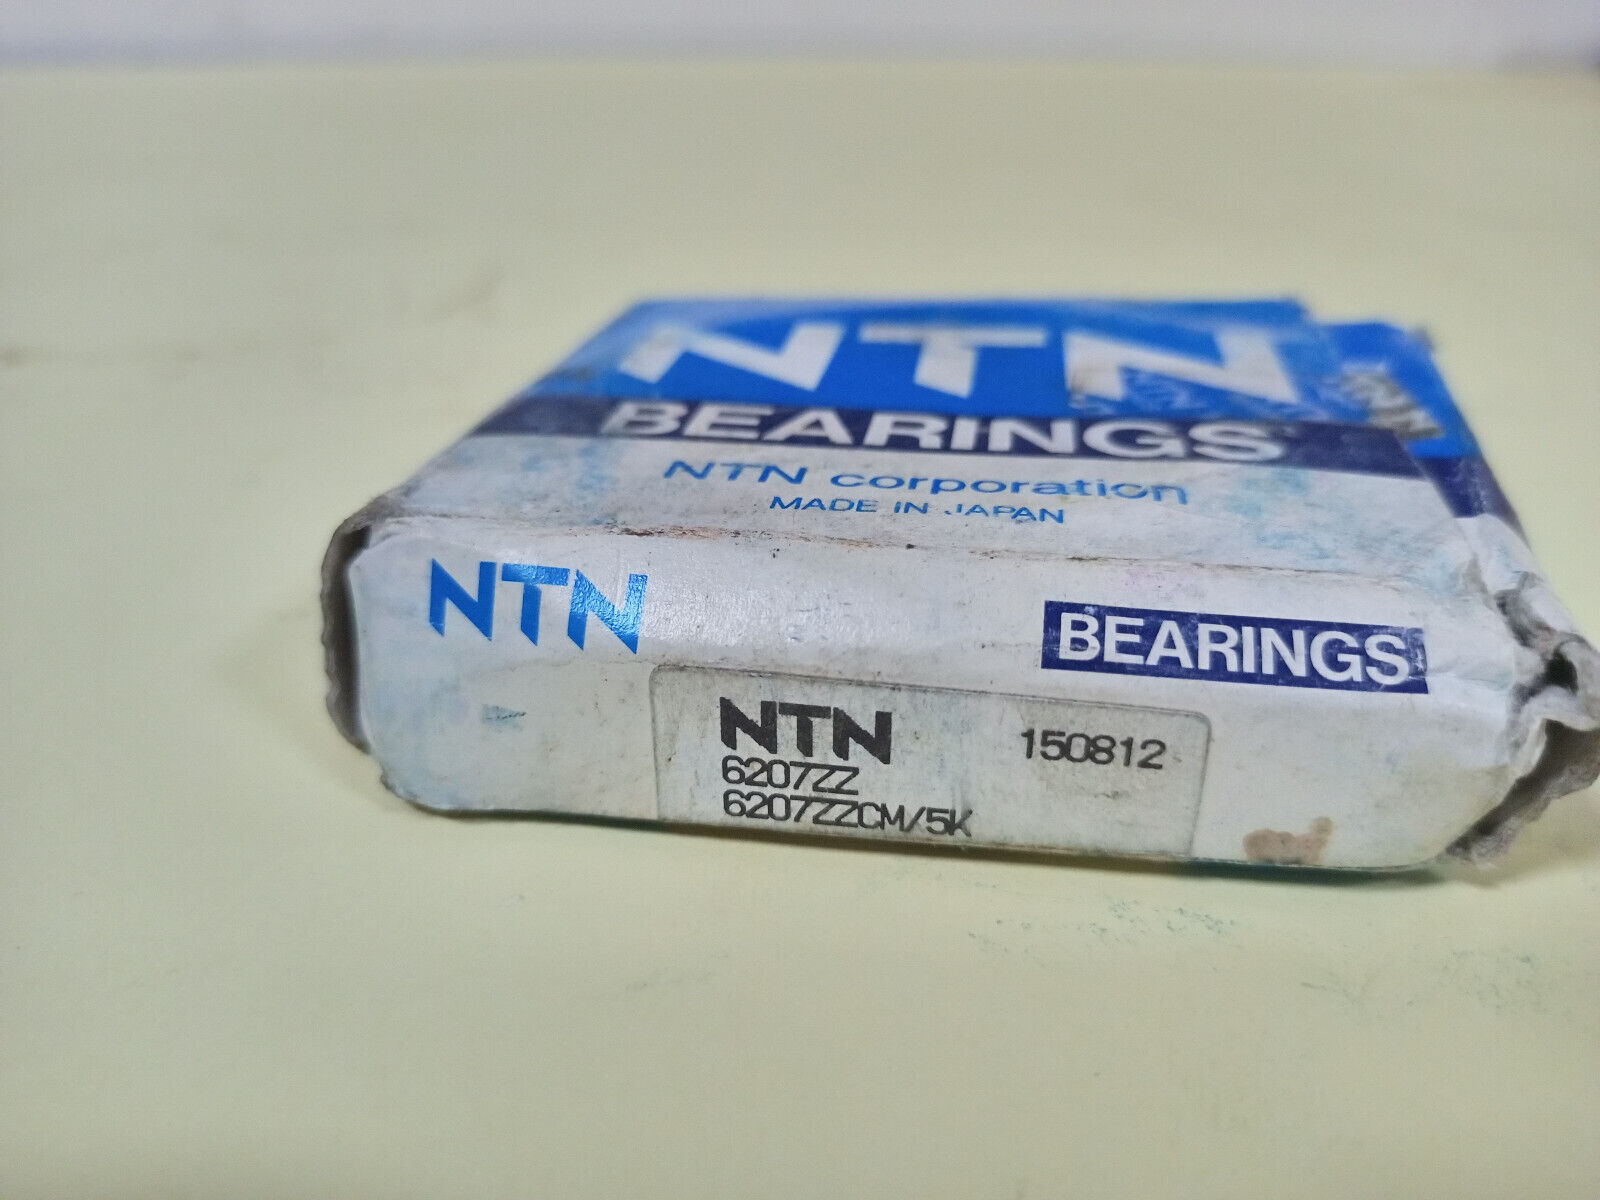 NTN
BEARINGS
NTN corporation
MADE IN JAPAN
NTN
BEARINGS
NTN
150812
6207ZZ
6207ZZCM/5K